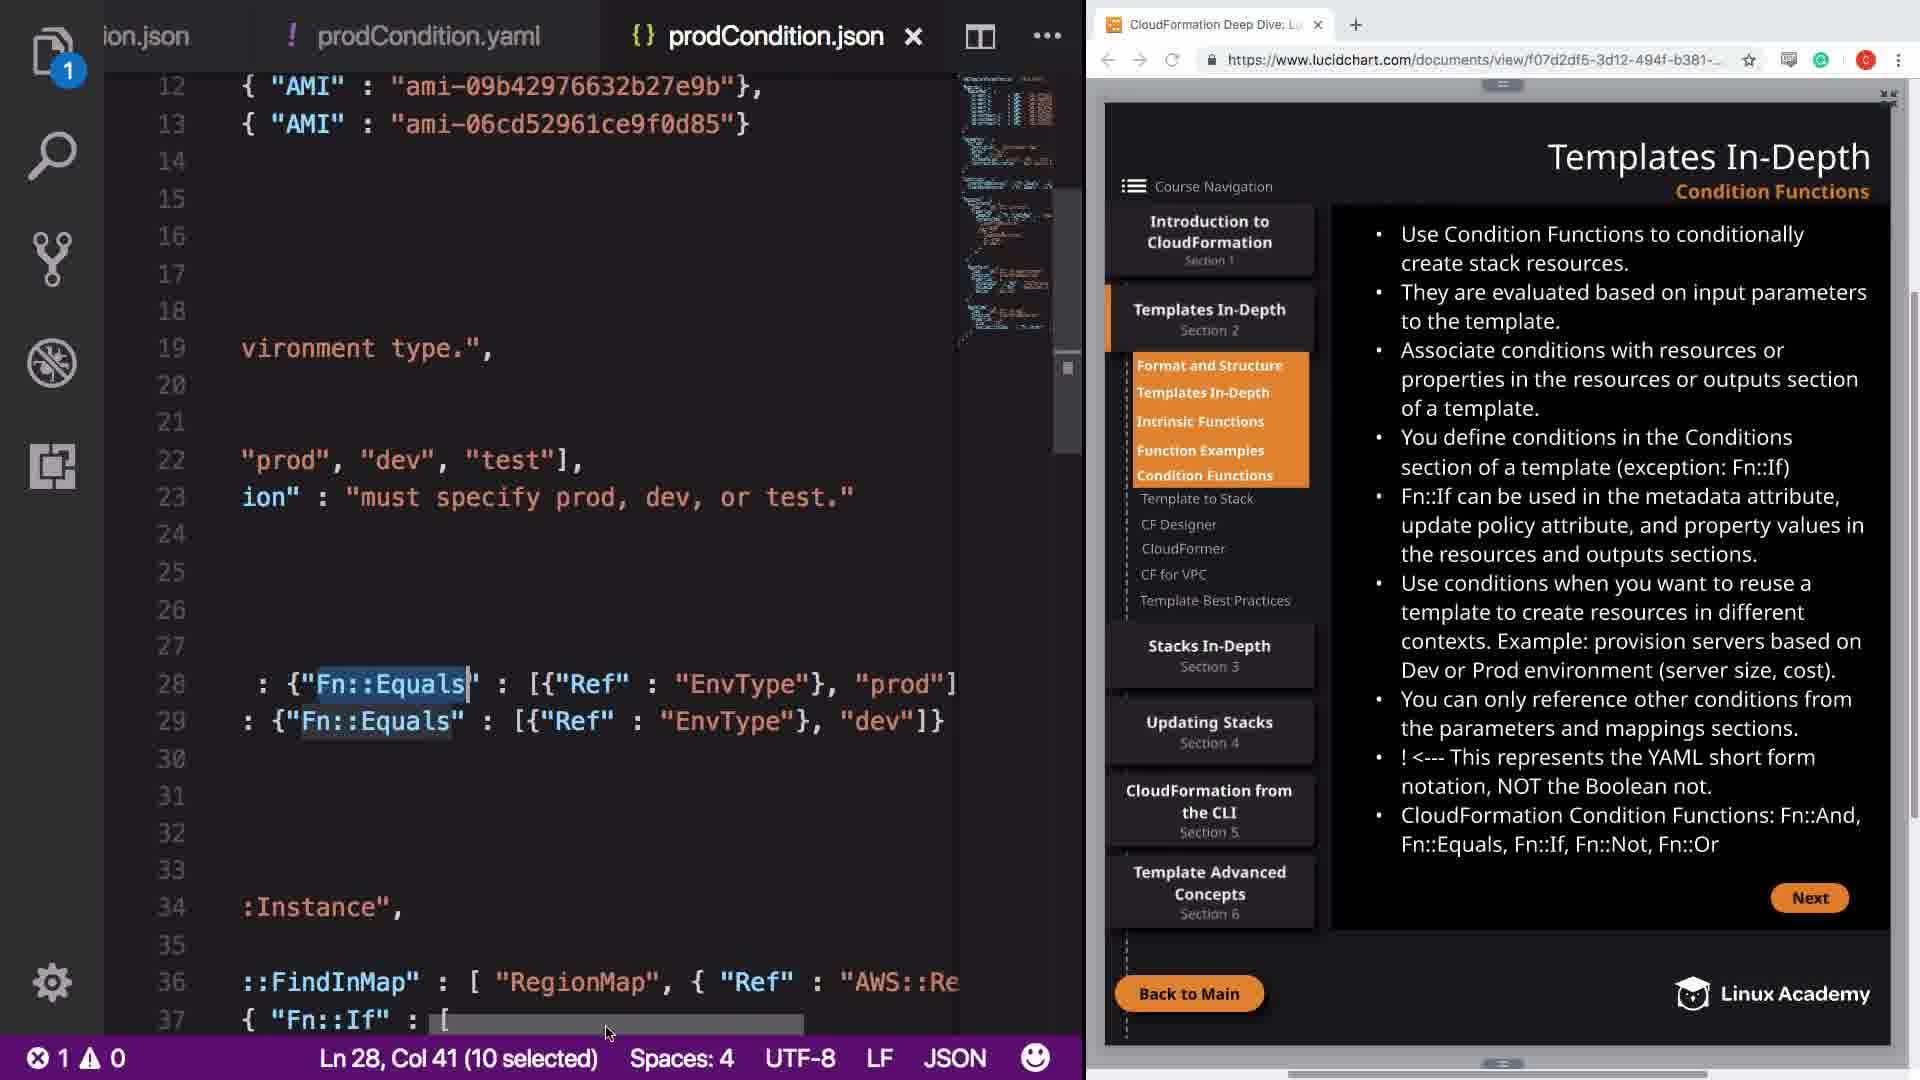 ion.json
! prodCondition.yaml
{} prodCondition.json
1
12 { "AMI" : "ami-09b42976632b27e9b"},
13 { "AMI" : "ami-06cd52961ce9f0d85"}
14
15
16
17
18
19 vironment type.",
20
21
22 "prod", "dev", "test"],
23 ion" : "must specify prod, dev, or test."
24
25
26
27
28 : {"Fn::Equals" : [{"Ref" : "EnvType"}, "prod"]
29 : {"Fn::Equals" : [{"Ref" : "EnvType"}, "dev"]}
30
31
32
33
34 :Instance",
35
36 ::FindInMap" : [ "RegionMap", { "Ref" : "AWS::Re
37 { "Fn::If" : [
1 0 Ln 28, Col 41 (10 selected) Spaces: 4 UTF-8 LF JSON
CloudFormation Deep Dive: Lu
https://www.lucidchart.com/documents/view/f07d2df5-3d12-494f-b381-...
C
Templates In-Depth
Condition Functions
Course Navigation
Introduction to
CloudFormation
Section 1
Templates In-Depth
Section 2
Format and Structure
Templates In-Depth
Intrinsic Functions
Function Examples
Condition Functions
Template to Stack
CF Designer
CloudFormer
CF for VPC
Template Best Practices
Stacks In-Depth
Section 3
Updating Stacks
Section 4
CloudFormation from
the CLI
Section 5
Template Advanced
Concepts
Section 6
Back to Main
• Use Condition Functions to conditionally
create stack resources.
• They are evaluated based on input parameters
to the template.
• Associate conditions with resources or
properties in the resources or outputs section
of a template.
• You define conditions in the Conditions
section of a template (exception: Fn::If)
• Fn::If can be used in the metadata attribute,
update policy attribute, and property values in
the resources and outputs sections.
• Use conditions when you want to reuse a
template to create resources in different
contexts. Example: provision servers based on
Dev or Prod environment (server size, cost).
• You can only reference other conditions from
the parameters and mappings sections.
• ! <--- This represents the YAML short form
notation, NOT the Boolean not.
• CloudFormation Condition Functions: Fn::And,
Fn::Equals, Fn::If, Fn::Not, Fn::Or
Next
Linux Academy